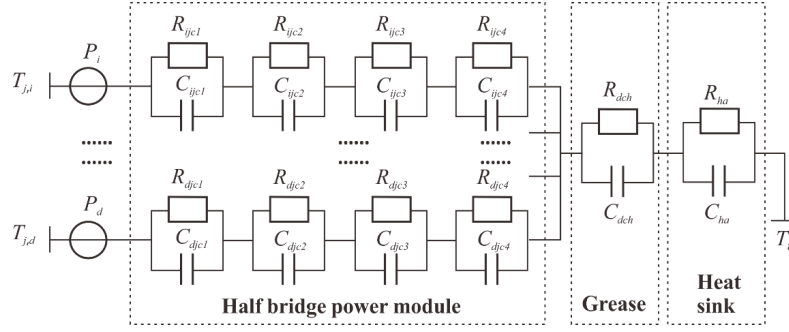 R_ijc1 R_ijc2 R_ijc3 R_ijc4
P_i
T_j,i
C_ijc1 C_ijc2 C_ijc3 C_ijc4
R_dch R_ha
...... ...... ......
...... ...... ......
R_djc1 R_djc2 R_djc3 R_djc4
P_d
T_j,d
C_djc1 C_djc2 C_djc3 C_djc4
C_dch C_ha
Half bridge power module
Grease
Heat
sink